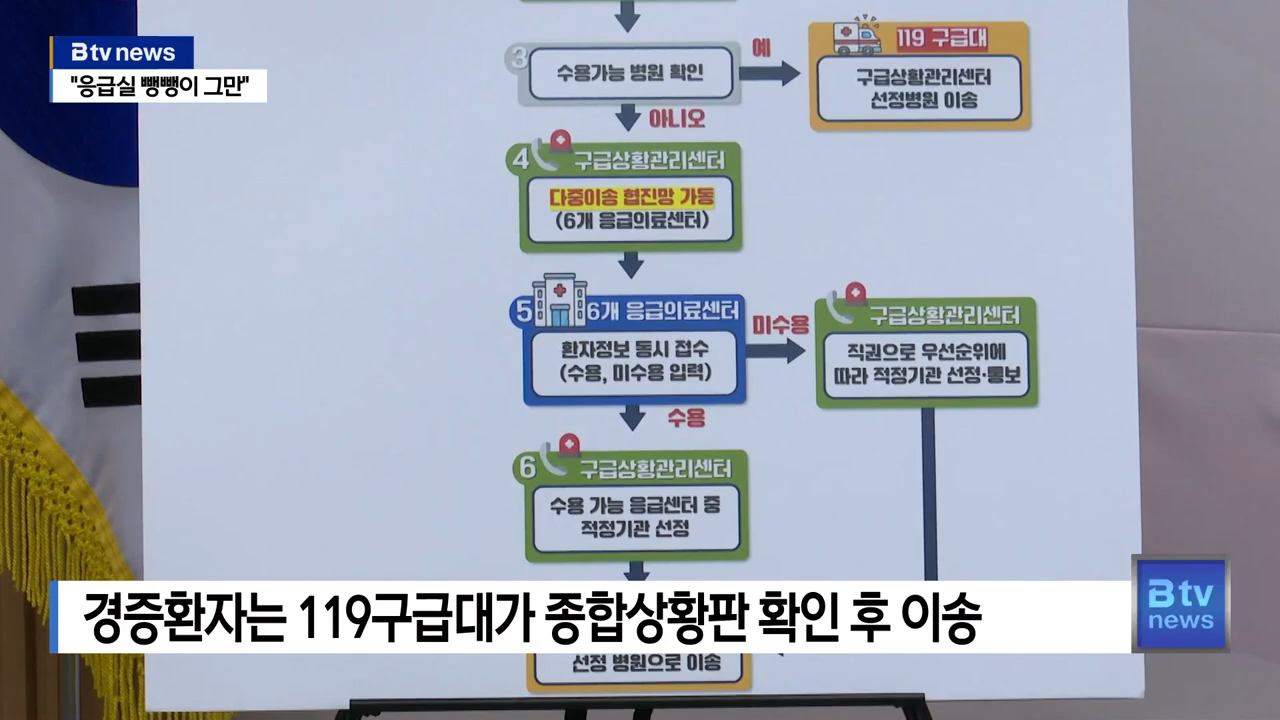 B tv news
"응급실 뺑뺑이 그만"
3
수용가능 병원 확인
예
119 구급대
구급상황관리센터
선정병원 이송
아니오
4
구급상황관리센터
다중이송 협진망 가동
(6개 응급의료센터)
5
6개 응급의료센터
환자정보 동시 접수
(수용, 미수용 입력)
미수용
구급상황관리센터
직권으로 우선순위에
따라 적정기관 선정·통보
수용
6
구급상황관리센터
수용 가능 응급센터 중
적정기관 선정
경증환자는 119구급대가 종합상황판 확인 후 이송
B tv
news
선정 병원으로 이송